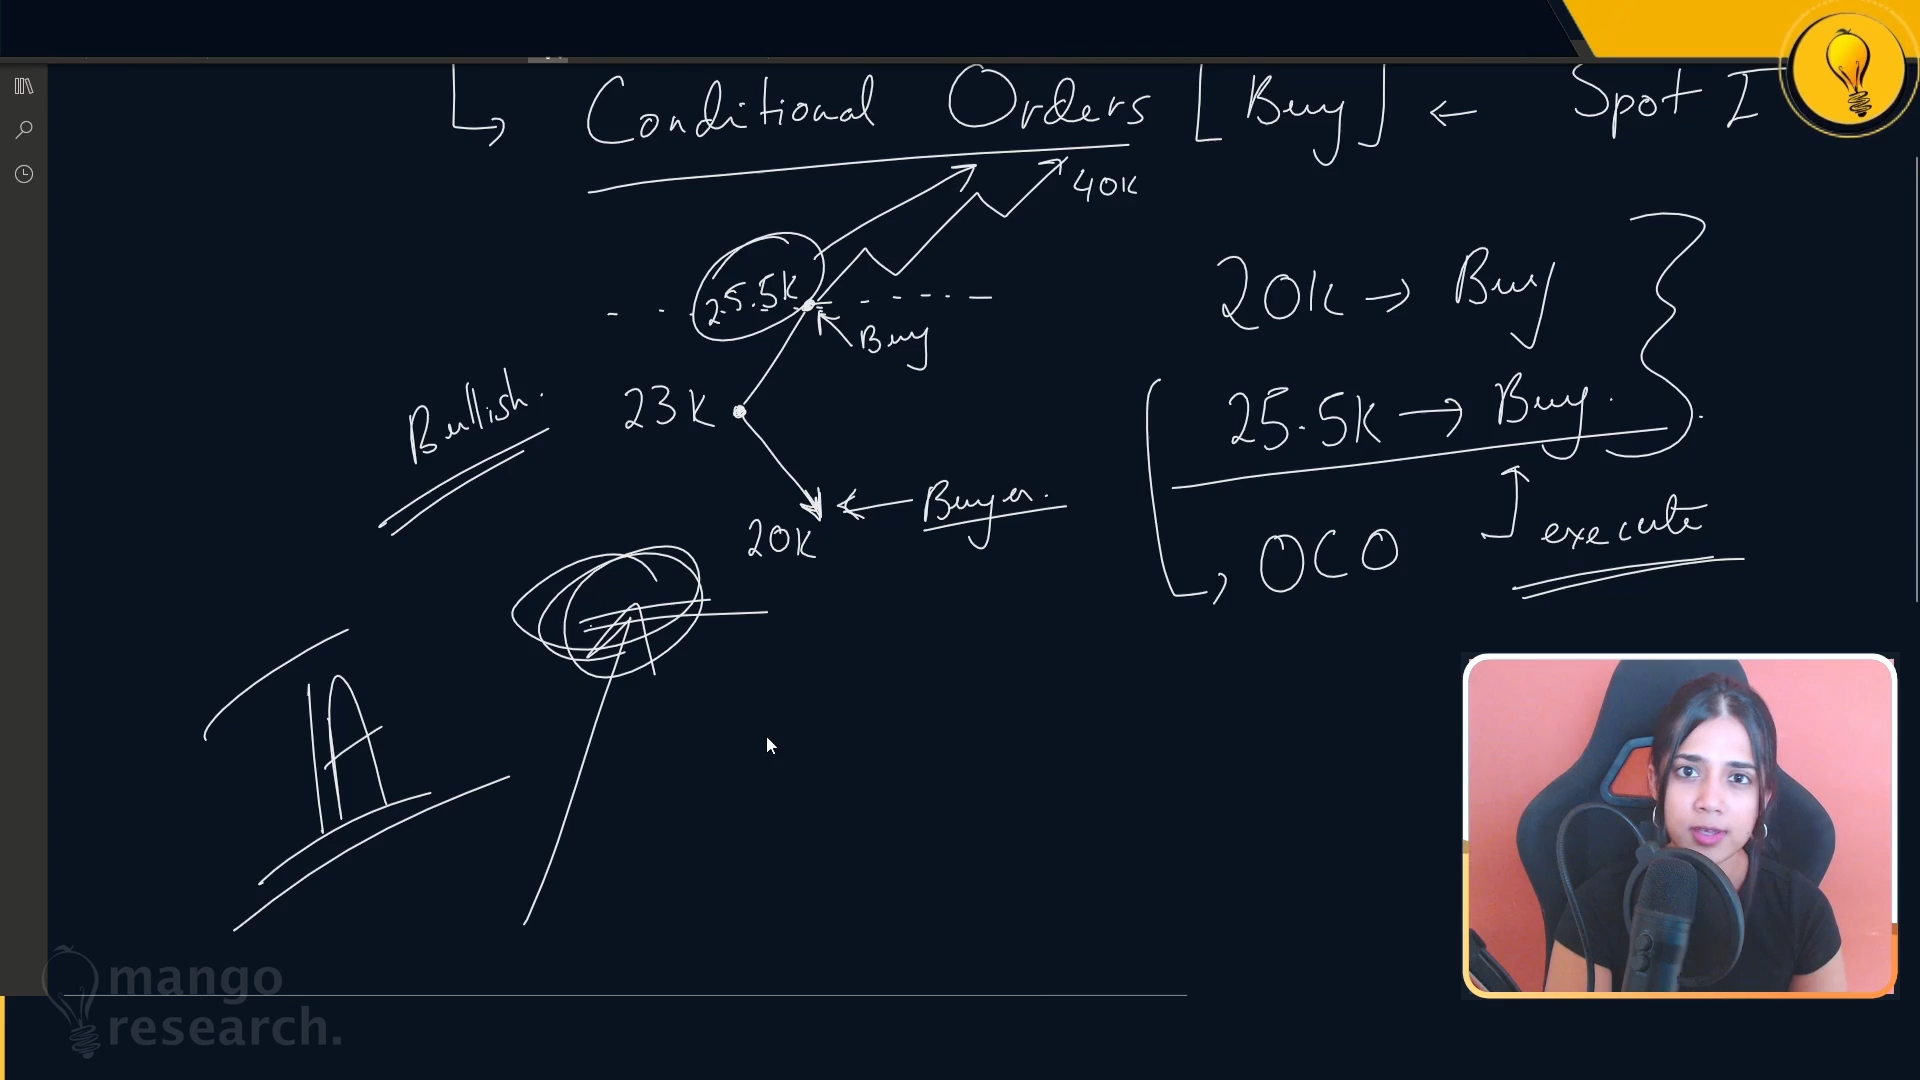 Conditional Orders [Buy] ← Spot I
40K
25.5K
Buy
20K → Buy
Bullish.
23K
25.5K → Buy.
← Buyer.
20K
OCO
execute
TA
mango
research.